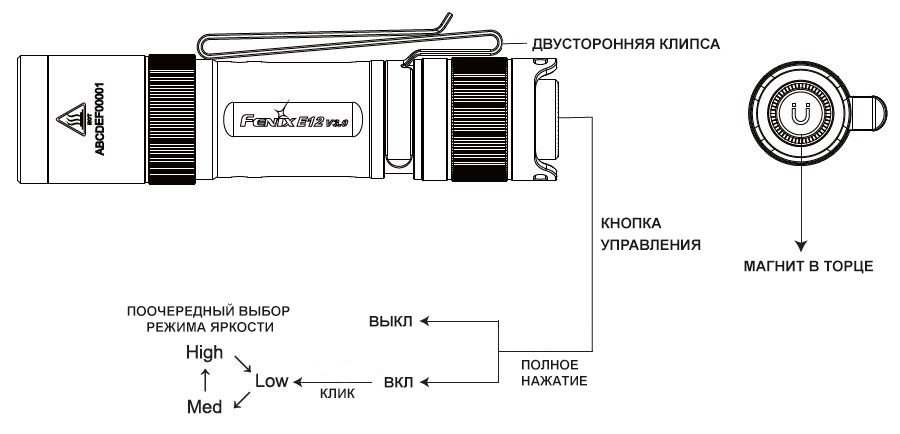 ДВУСТОРОННЯЯ КЛИПСА
HOT
ABCDEF00001
FENIX E12 V3.0
КНОПКА
УПРАВЛЕНИЯ
МАГНИТ В ТОРЦЕ
ПООЧЕРЕДНЫЙ ВЫБОР
РЕЖИМА ЯРКОСТИ
ВЫКЛ
High
Low
Med
КЛИК
ВКЛ
ПОЛНОЕ
НАЖАТИЕ